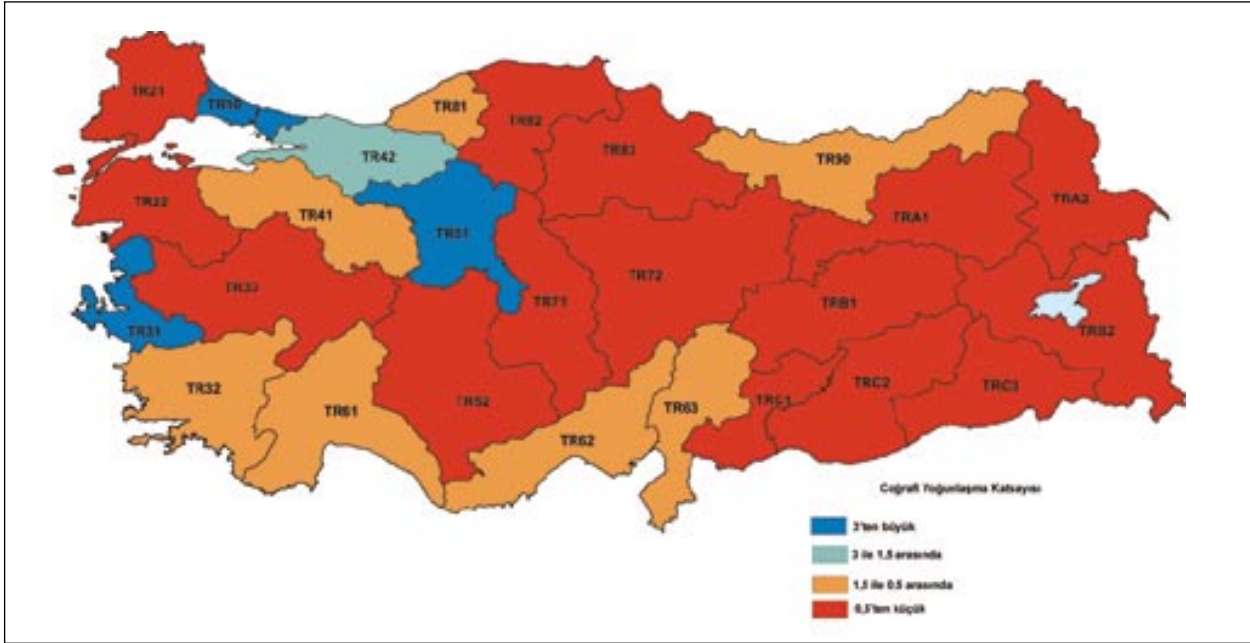 TR21
TR10
TR81
TR82
TR83
TR42
TR90
TRA2
TR22
TR41
TR51
TRA1
TR33
TR72
TR71
TRB1
TR31
TRB2
TR32
TR52
TRC1
TRC2
TRC3
TR61
TR63
TR62
Coğrafi Yoğunlaşma Katsayısı
3'ten büyük
3 ile 1,5 arasında
1,5 ile 0,5 arasında
0,5'ten küçük